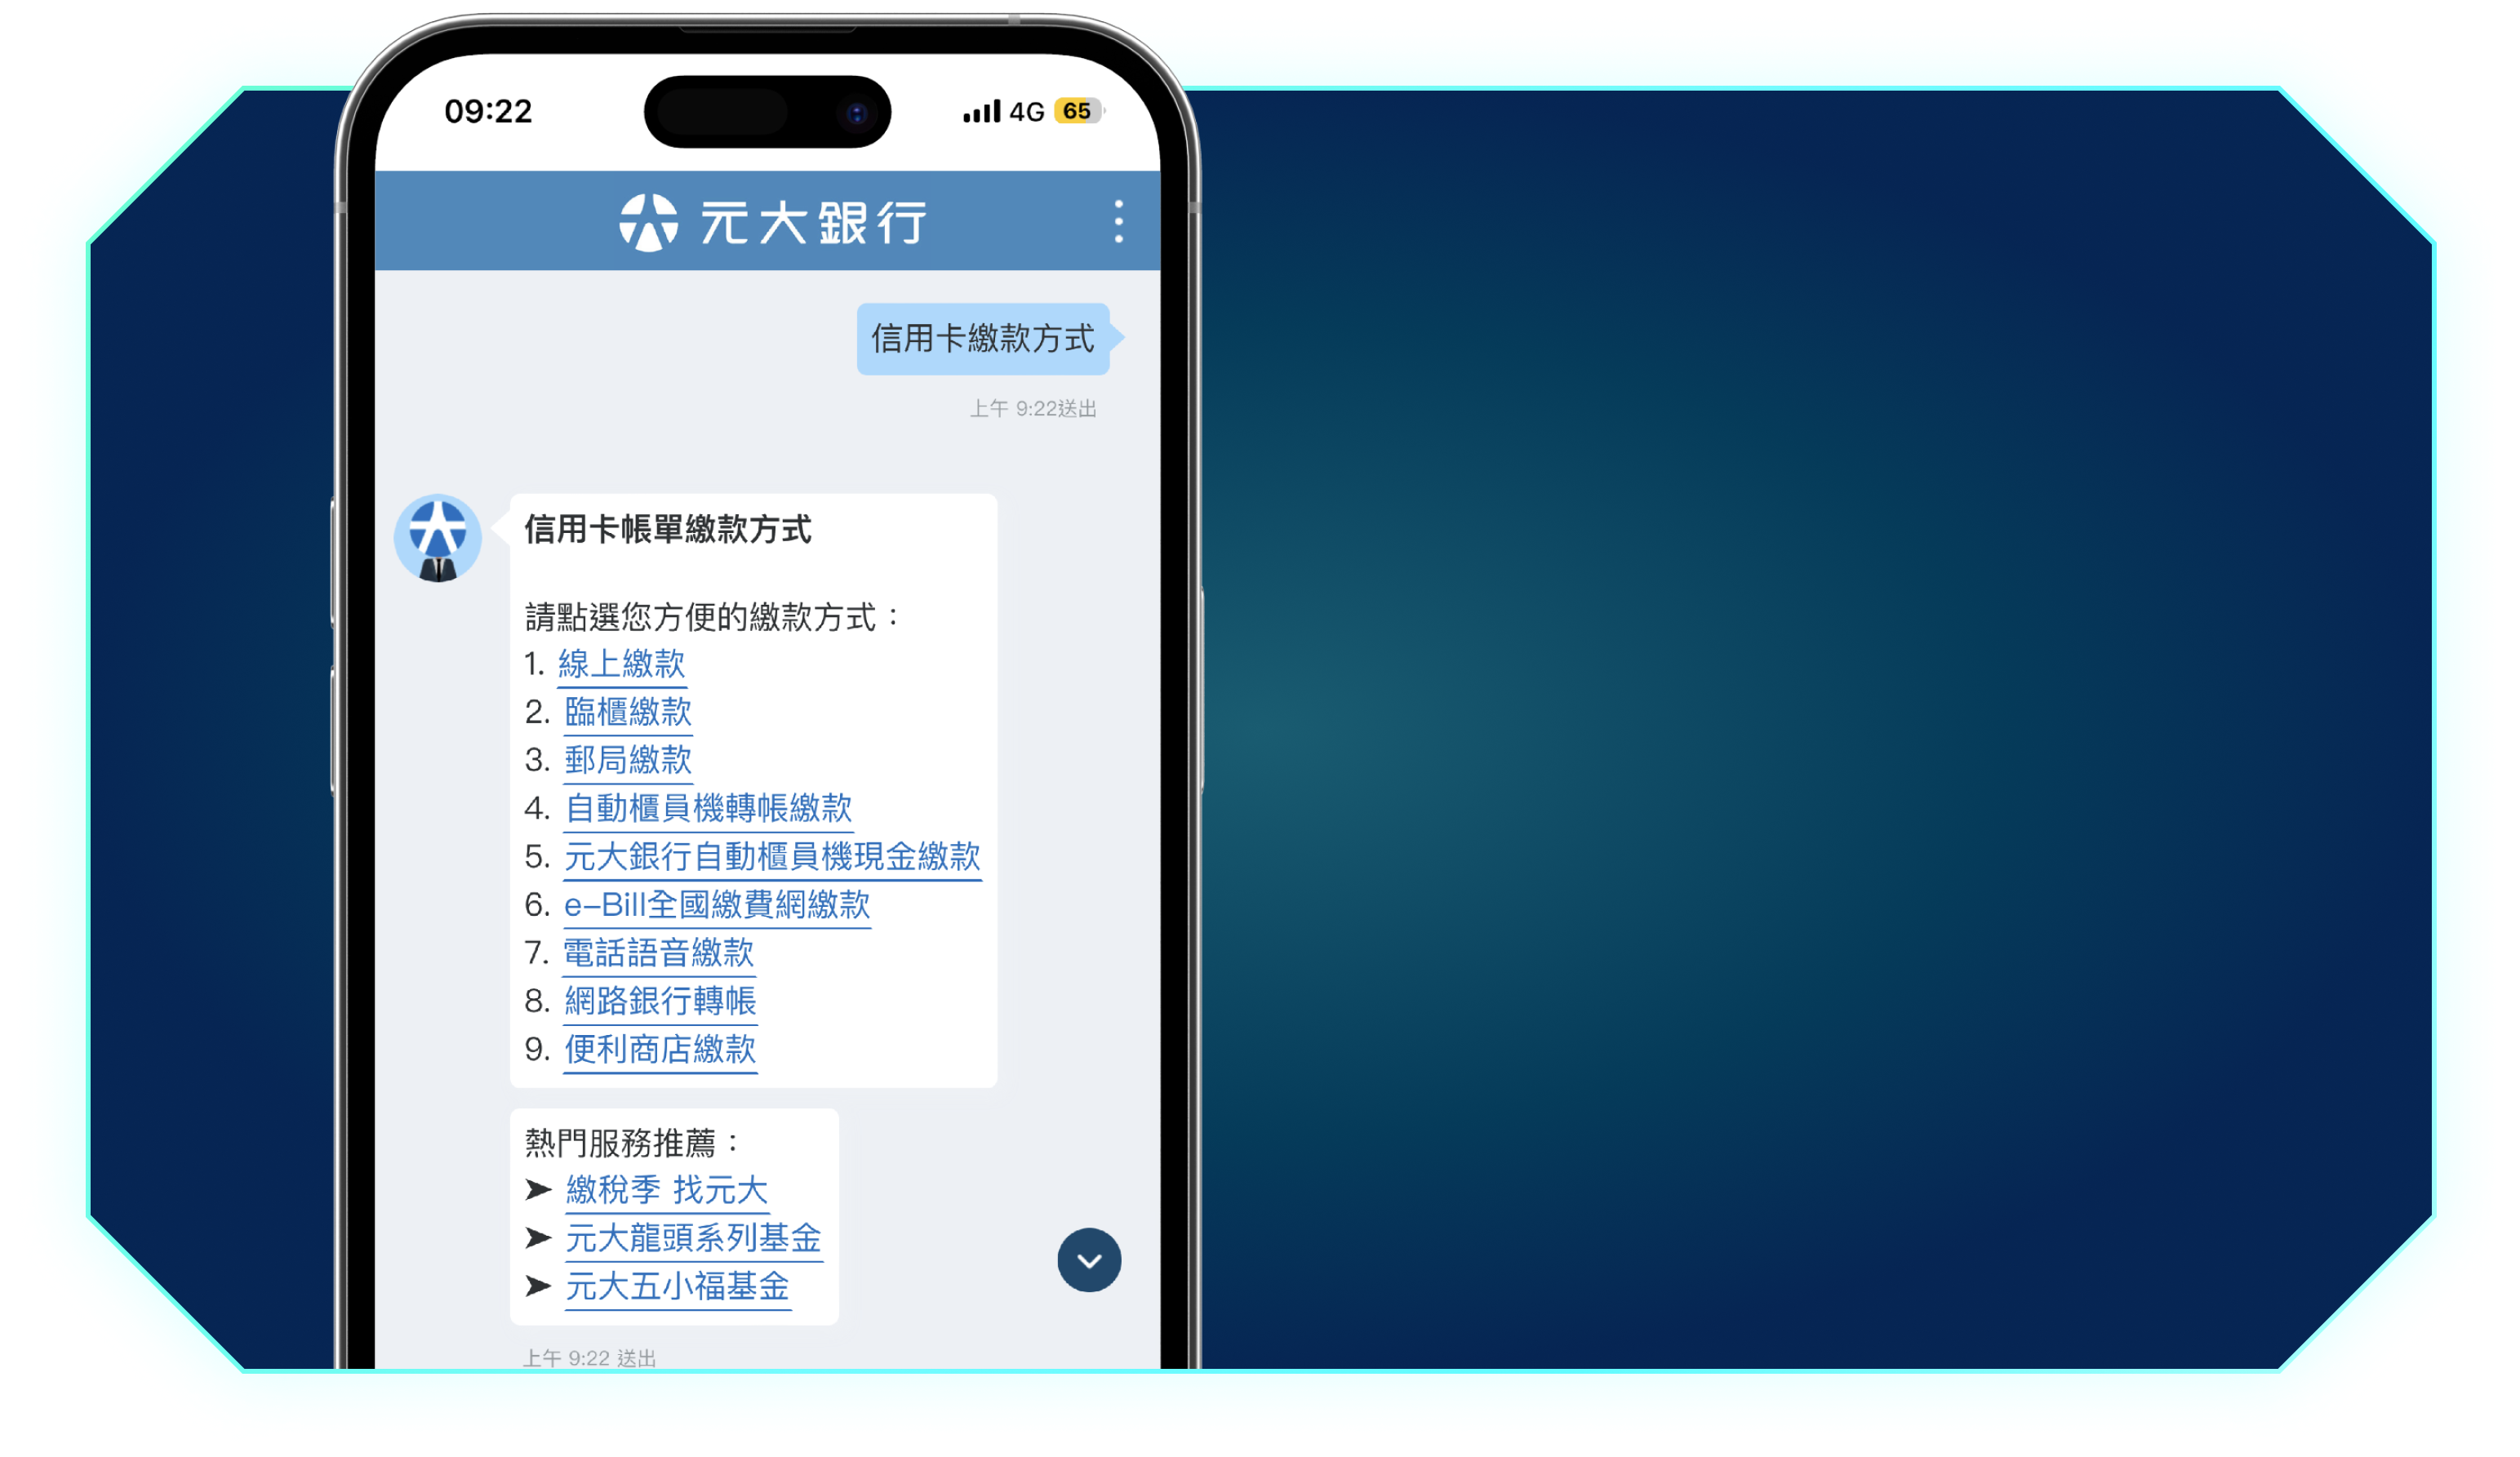 09:22
4G 65
元大銀行
信用卡繳款方式
上午 9:22送出
信用卡帳單繳款方式
請點選您方便的繳款方式：
1. 線上繳款
2. 臨櫃繳款
3. 郵局繳款
4. 自動櫃員機轉帳繳款
5. 元大銀行自動櫃員機現金繳款
6. e-Bill全國繳費網繳款
7. 電話語音繳款
8. 網路銀行轉帳
9. 便利商店繳款
熱門服務推薦：
➤ 繳稅季 找元大
➤ 元大龍頭系列基金
➤ 元大五小福基金
上午 9:22 送出